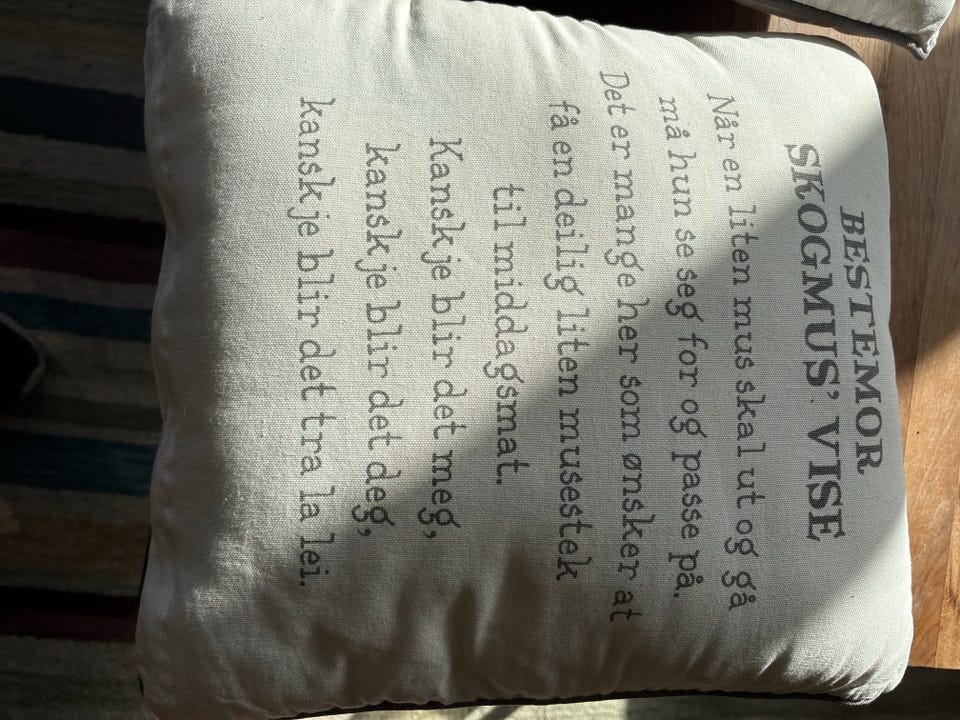 BESTEMOR
SKOGMUS' VISE
Når en liten mus skal ut og gå
må hun se seg for og passe på.
Det er mange her som ønsker at
få en deilig liten musestek
til middagsmat.
Kanskje blir det meg,
kanskje blir det deg,
kanskje blir det tra la lei.